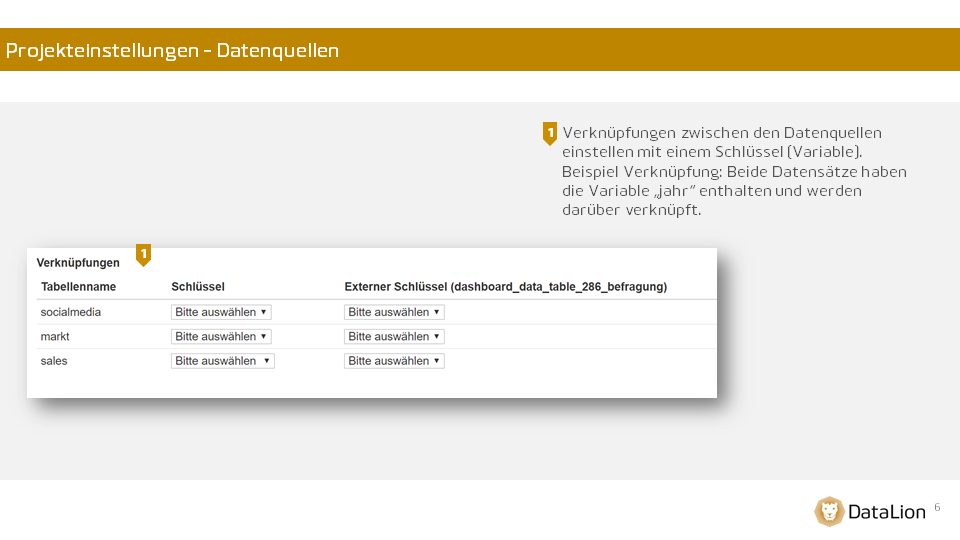 Projekteinstellungen – Datenquellen
1 Verknüpfungen zwischen den Datenquellen
einstellen mit einem Schlüssel (Variable).
Beispiel Verknüpfung: Beide Datensätze haben
die Variable „jahr“ enthalten und werden
darüber verknüpft.
Verknüpfungen 1
Tabellenname Schlüssel Externer Schlüssel (dashboard_data_table_286_befragung)
socialmedia Bitte auswählen Bitte auswählen
markt Bitte auswählen Bitte auswählen
sales Bitte auswählen Bitte auswählen
DataLion 6